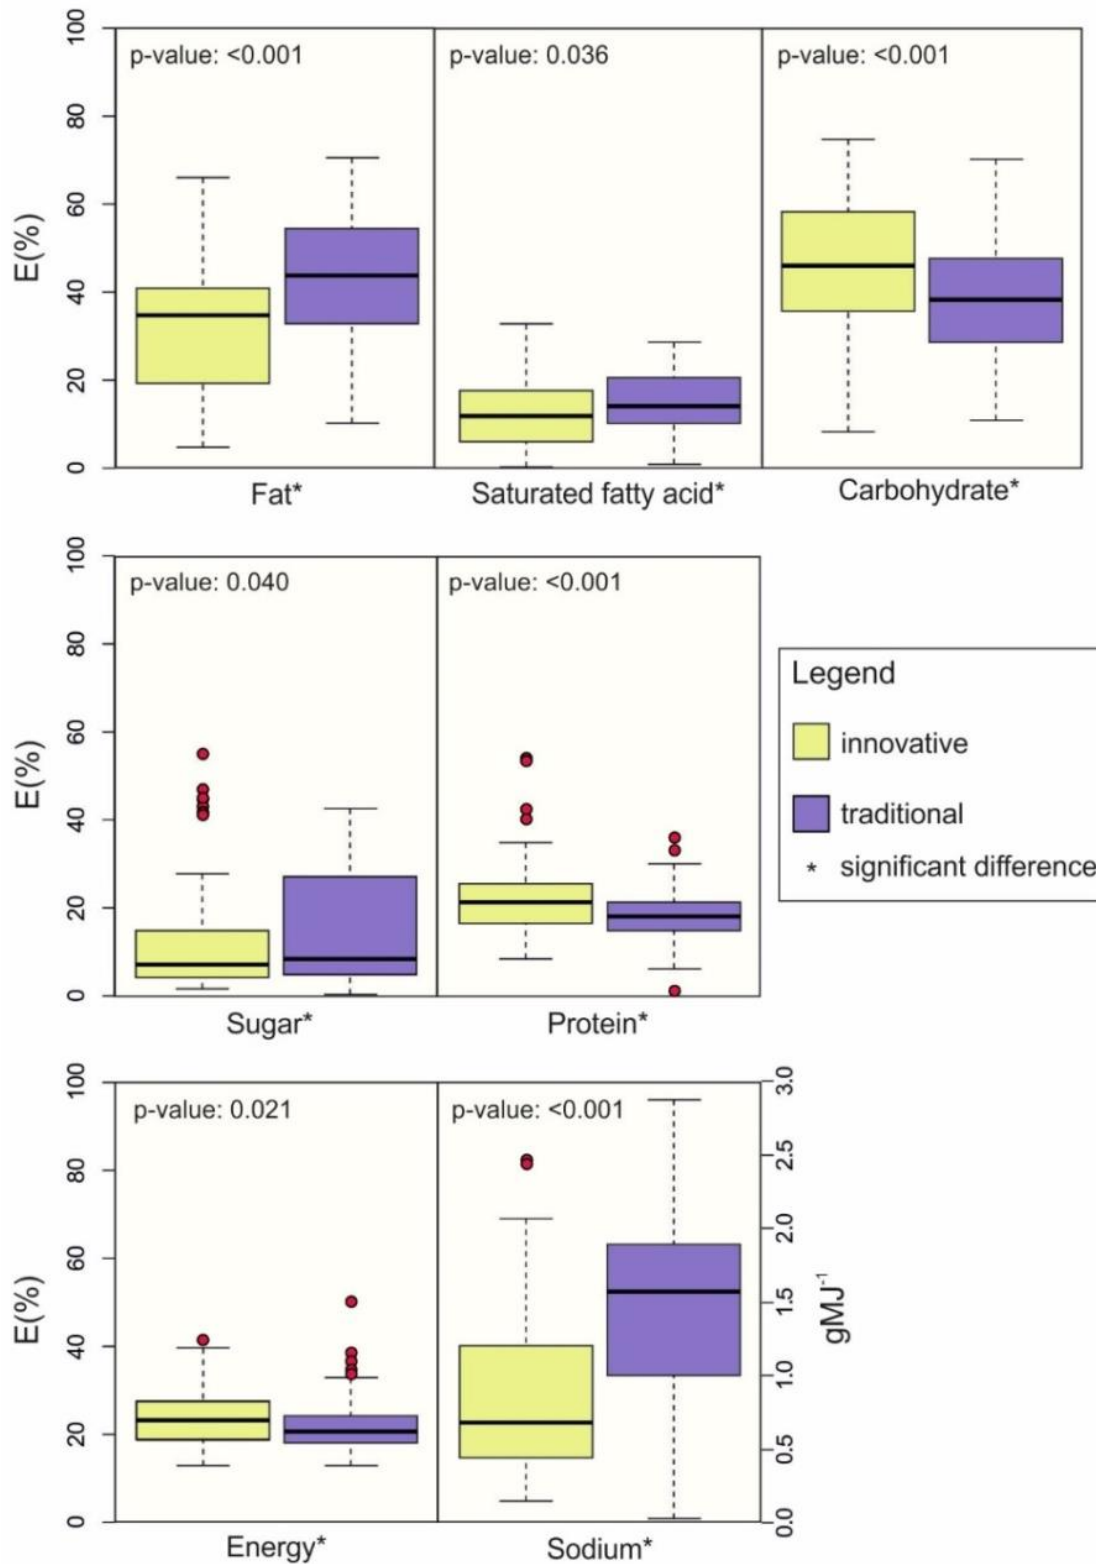 p-value: <0.001
p-value: 0.036
p-value: <0.001
E(%)
100
80
60
40
20
0
Fat*
Saturated fatty acid*
Carbohydrate*
p-value: 0.040
p-value: <0.001
E(%)
100
80
60
40
20
0
Sugar*
Protein*
Legend
innovative
traditional
* significant difference
p-value: 0.021
p-value: <0.001
E(%)
100
80
60
40
20
0
3.0
2.5
2.0
1.5
1.0
0.5
0.0
gMJ⁻¹
Energy*
Sodium*